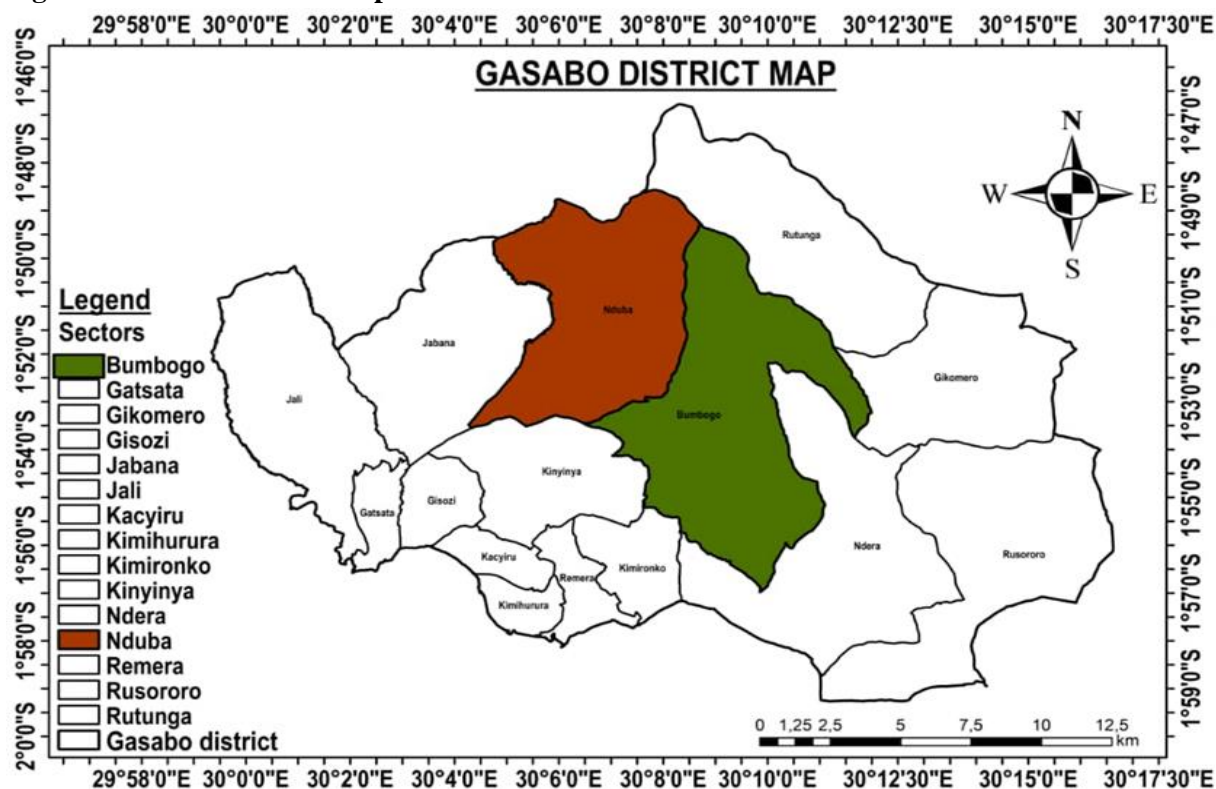 29°58'0"E 30°0'0"E 30°2'0"E 30°4'0"E 30°6'0"E 30°8'0"E 30°10'0"E 30°12'30"E 30°15'0"E 30°17'30"E
GASABO DISTRICT MAP
1°46'0"S
1°48'0"S
1°50'0"S
1°52'0"S
1°54'0"S
1°56'0"S
1°58'0"S
2°0'0"S
1°47'0"S
1°49'0"S
1°51'0"S
1°53'0"S
1°55'0"S
1°57'0"S
1°59'0"S
N
W E
S
Rutunga
Nduba
Jabana
Gikomero
Jali
Bumbogo
Kinyinya
Gisozi
Gatsata
Ndera
Rusororo
Kacyiru
Kimironko
Remera
Kimihurura
Legend
Sectors
Bumbogo
Gatsata
Gikomero
Gisozi
Jabana
Jali
Kacyiru
Kimihurura
Kimironko
Kinyinya
Ndera
Nduba
Remera
Rusororo
Rutunga
Gasabo district
0 1,25 2,5 5 7,5 10 12,5
km
29°58'0"E 30°0'0"E 30°2'0"E 30°4'0"E 30°6'0"E 30°8'0"E 30°10'0"E 30°12'30"E 30°15'0"E 30°17'30"E